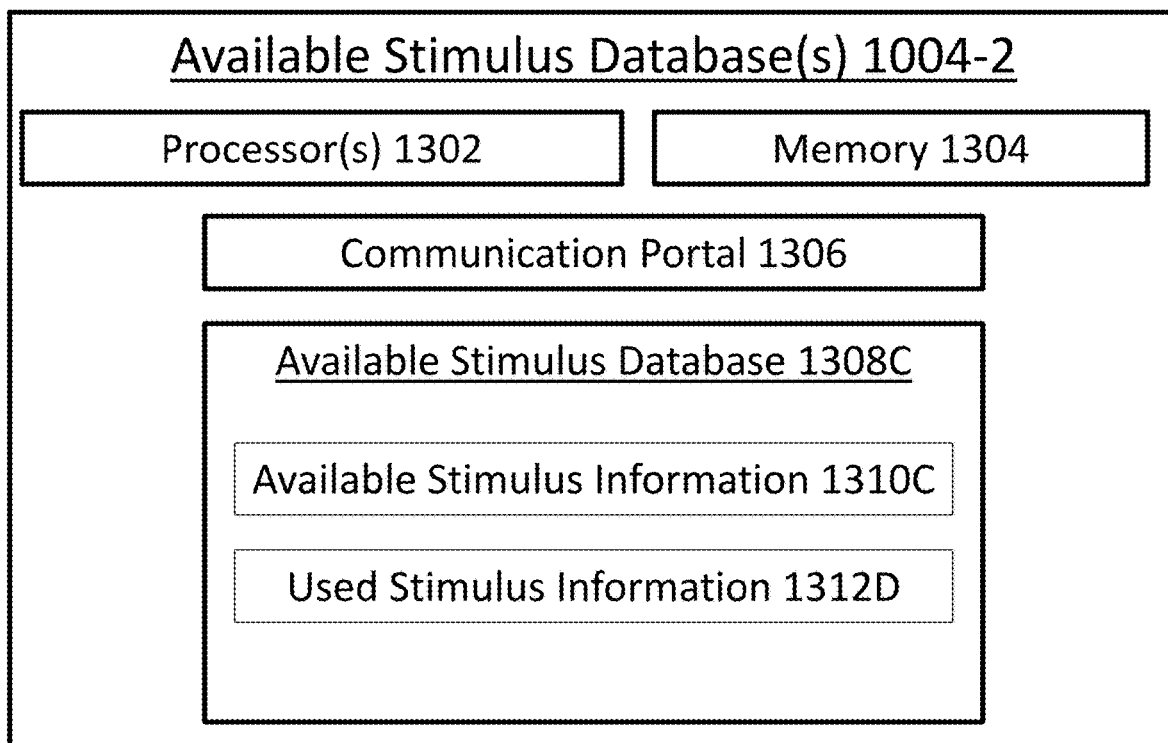 Available Stimulus Database(s) 1004-2
Processor(s) 1302
Memory 1304
Communication Portal 1306
Available Stimulus Database 1308C
Available Stimulus Information 1310C
Used Stimulus Information 1312D